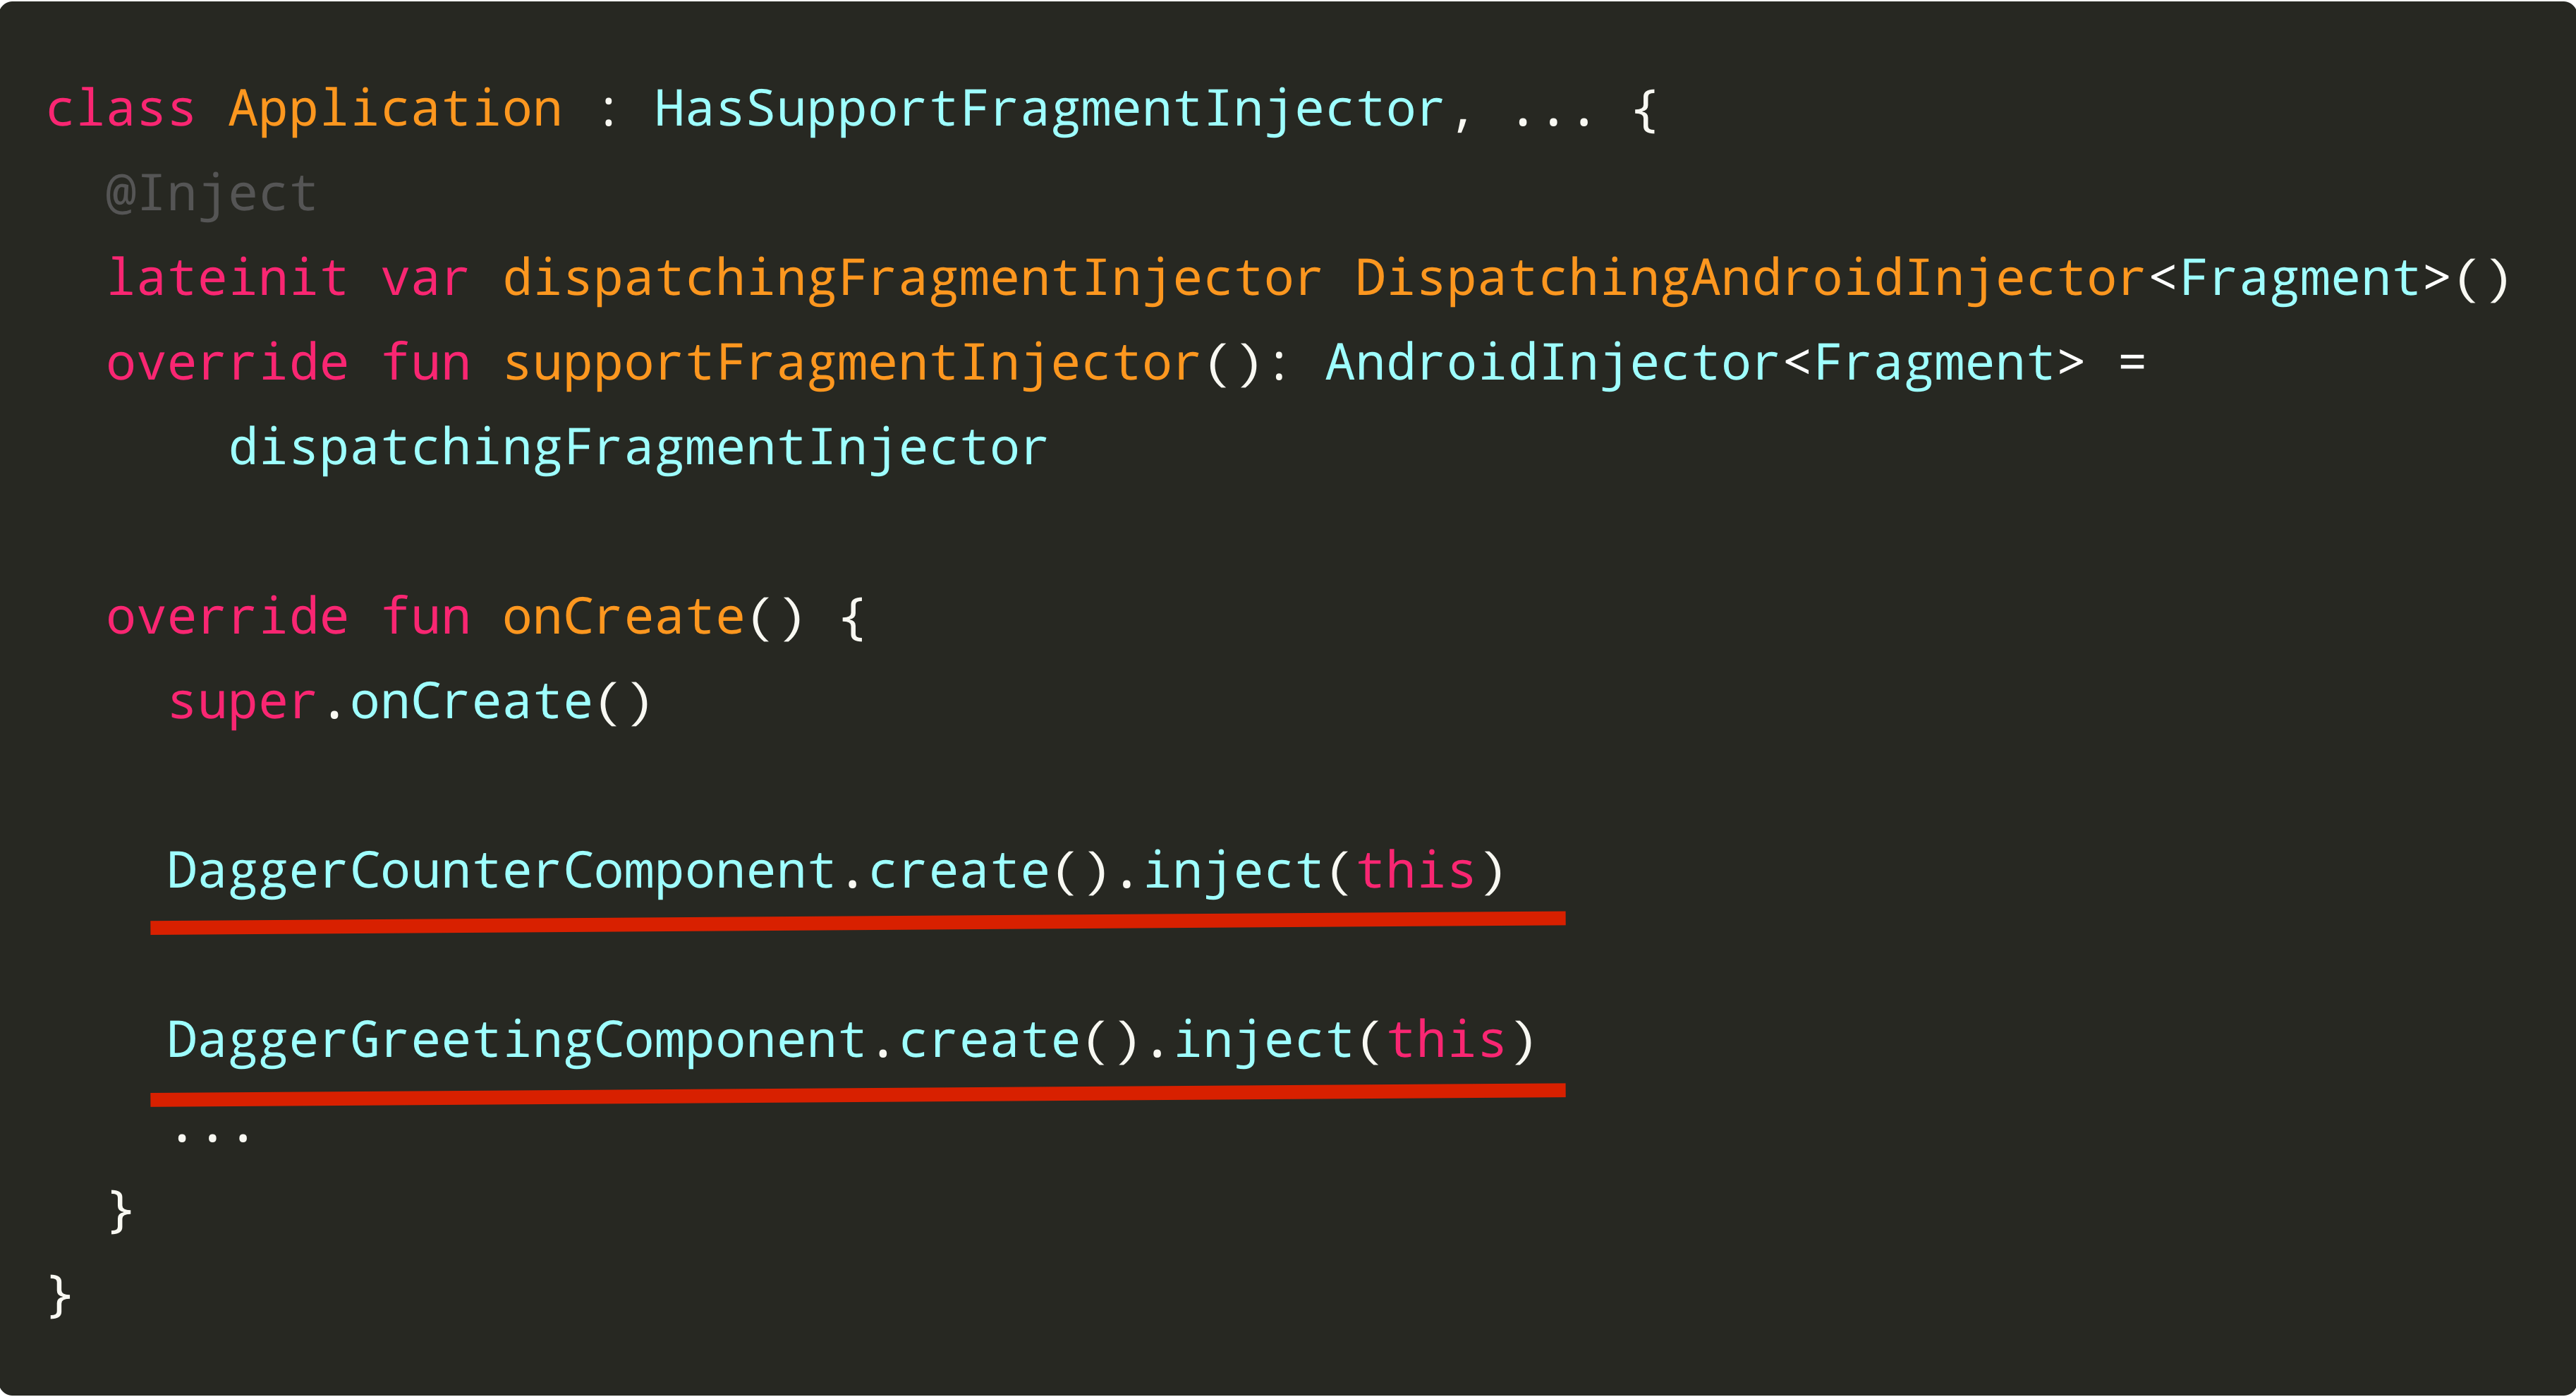 class Application : HasSupportFragmentInjector, ... {
@Inject
lateinit var dispatchingFragmentInjector DispatchingAndroidInjector<Fragment>()
override fun supportFragmentInjector(): AndroidInjector<Fragment> =
dispatchingFragmentInjector
override fun onCreate() {
super.onCreate()
DaggerCounterComponent.create().inject(this)
DaggerGreetingComponent.create().inject(this)
...
}
}